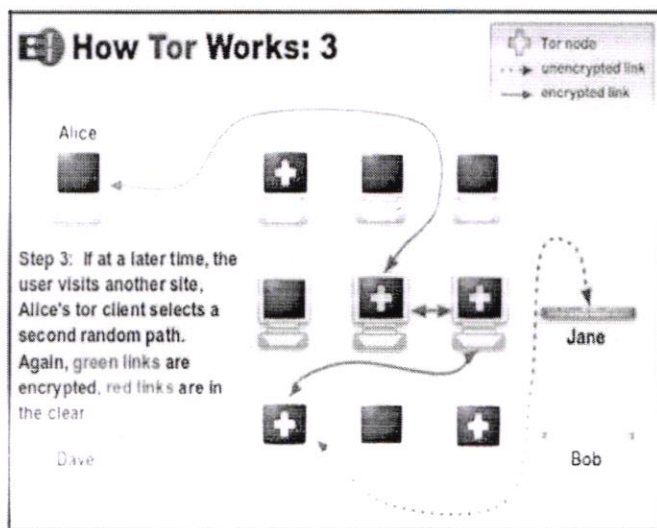 How Tor Works: 3
Tor node
unencrypted link
encrypted link
Alice
Step 3: If at a later time, the
user visits another site,
Alice's tor client selects a
second random path.
Again, green links are
encrypted, red links are in
the clear
Jane
Dave
Bob